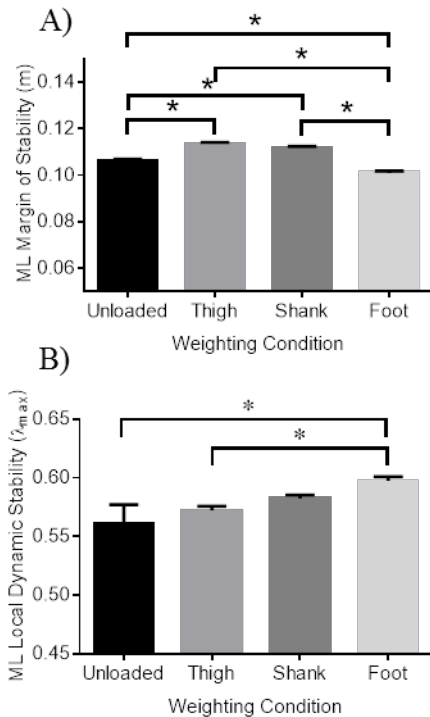 A)
*
*
*
* *
ML Margin of Stability (m)
0.14
0.12
0.10
0.08
0.06
Unloaded Thigh Shank Foot
Weighting Condition
B)
*
*
ML Local Dynamic Stability (λmax)
0.65
0.60
0.55
0.50
0.45
Unloaded Thigh Shank Foot
Weighting Condition